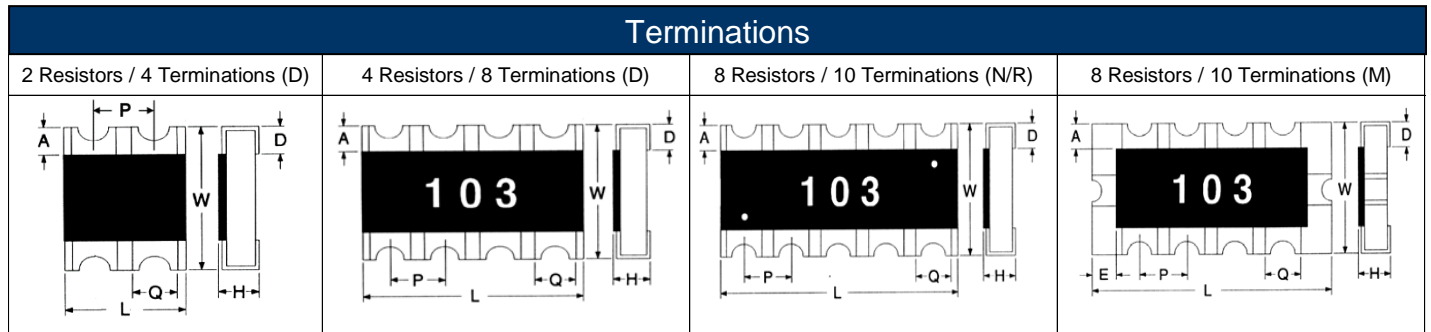 Terminations
2 Resistors / 4 Terminations (D)
4 Resistors / 8 Terminations (D)
8 Resistors / 10 Terminations (N/R)
8 Resistors / 10 Terminations (M)
P
A
D
W
Q
H
L
A
D
103
W
P
Q
H
L
A
D
103
W
P
Q
H
L
A
D
103
W
E
P
Q
H
L